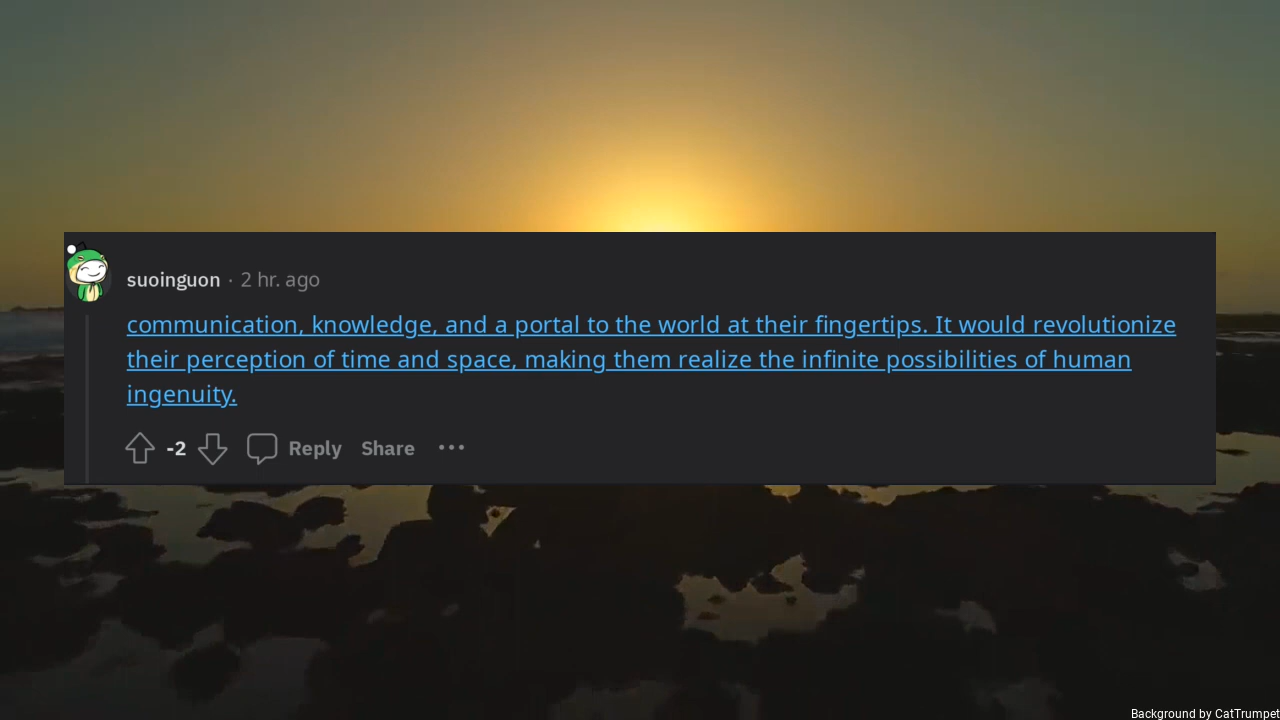 suoinguon · 2 hr. ago
communication, knowledge, and a portal to the world at their fingertips. It would revolutionize
their perception of time and space, making them realize the infinite possibilities of human
ingenuity.
-2 Reply Share ···
Background by CatTrumpet